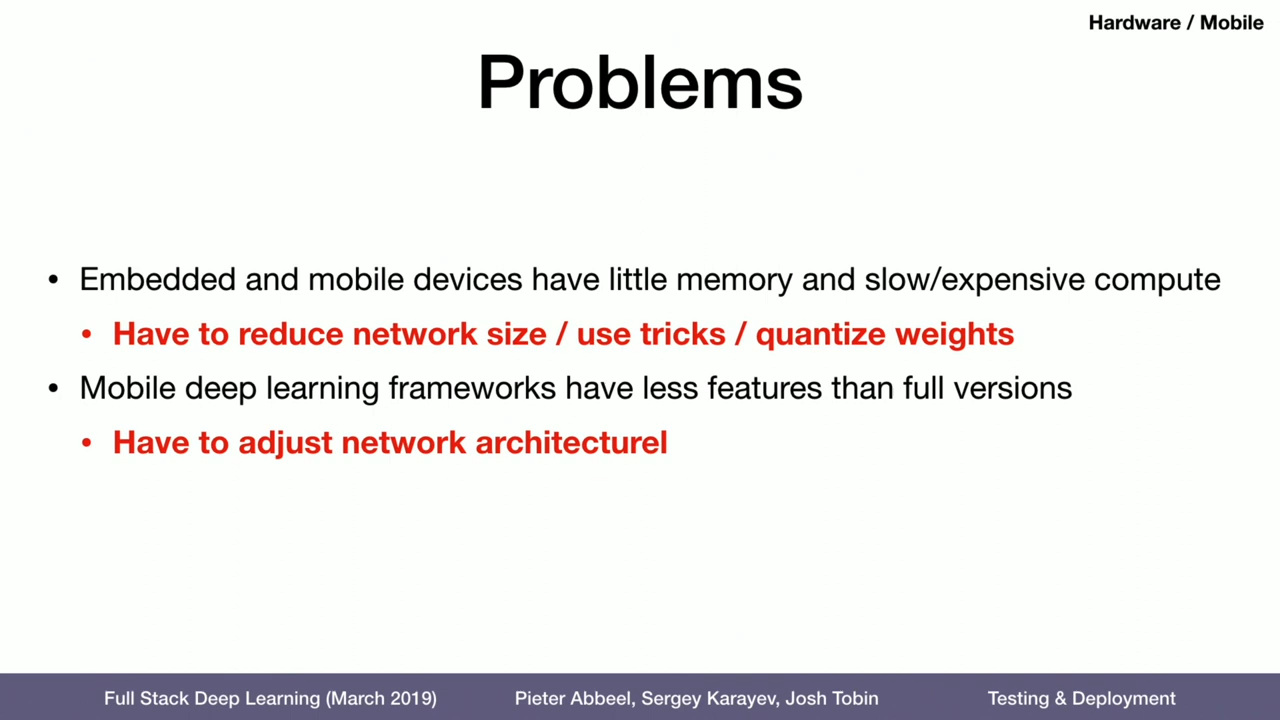 Hardware / Mobile
Problems
• Embedded and mobile devices have little memory and slow/expensive compute
• Have to reduce network size / use tricks / quantize weights
• Mobile deep learning frameworks have less features than full versions
• Have to adjust network architecturel
Full Stack Deep Learning (March 2019) Pieter Abbeel, Sergey Karayev, Josh Tobin Testing & Deployment